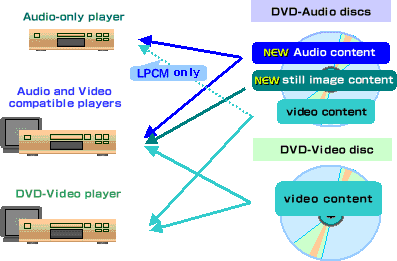 Audio-only player
DVD-Audio discs
NEW Audio content
LPCM only
NEW still image content
Audio and Video
compatible players
video content
DVD-Video disc
DVD-Video player
video content